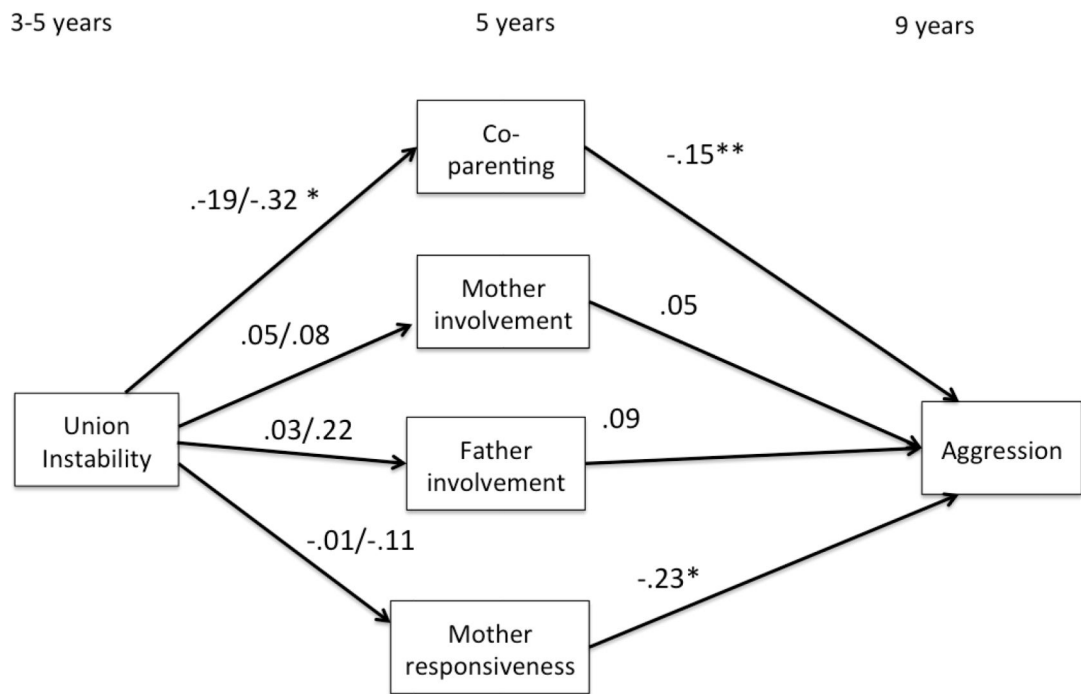 3-5 years
5 years
9 years
Co-
parenting
-.15**
.-19/-.32 *
Mother
involvement
.05
.05/.08
Union
Instability
.03/.22
Father
involvement
.09
Aggression
-.01/-.11
-.23*
Mother
responsiveness